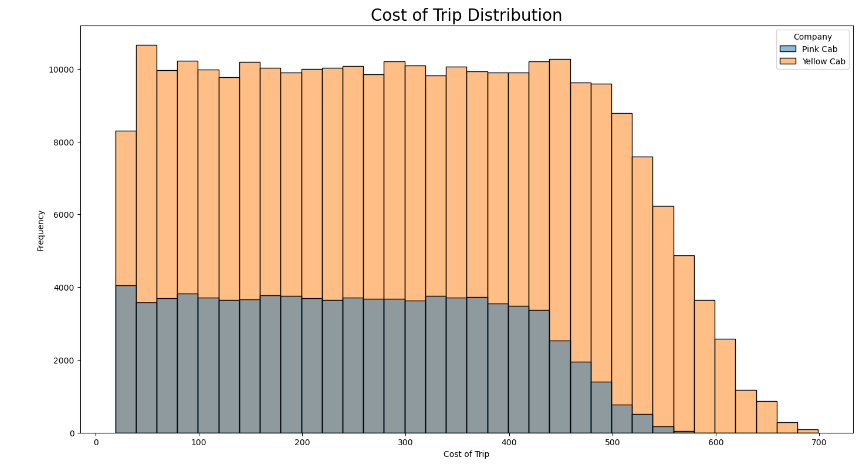 Cost of Trip Distribution
Company
Pink Cab
Yellow Cab
Frequency
10000
8000
6000
4000
2000
0
0 100 200 300 400 500 600 700
Cost of Trip